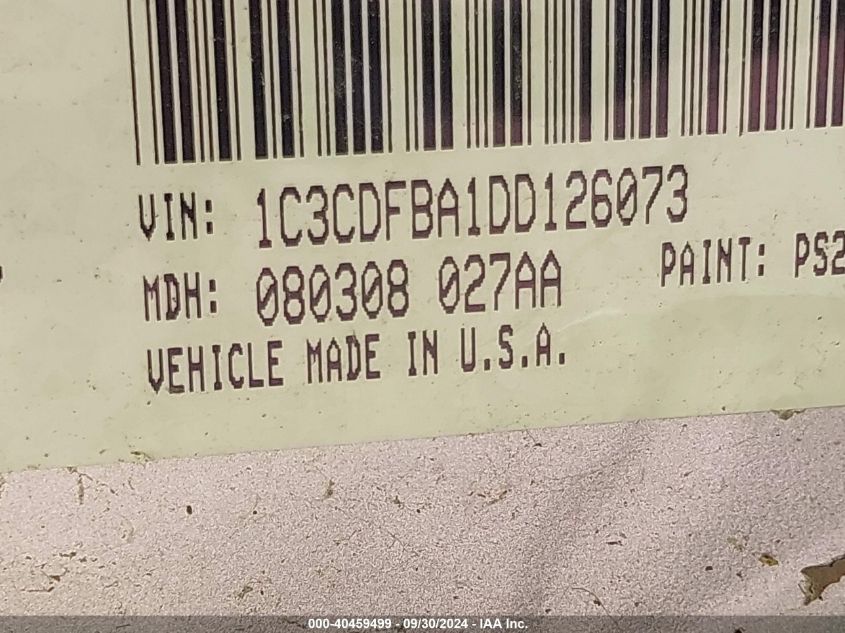 VIN: 1C3CDFBA1DD126073
MDH: 080308 027AA PAINT: PS2
VEHICLE MADE IN U.S.A.
000-40459499 - 09/30/2024 - IAA Inc.